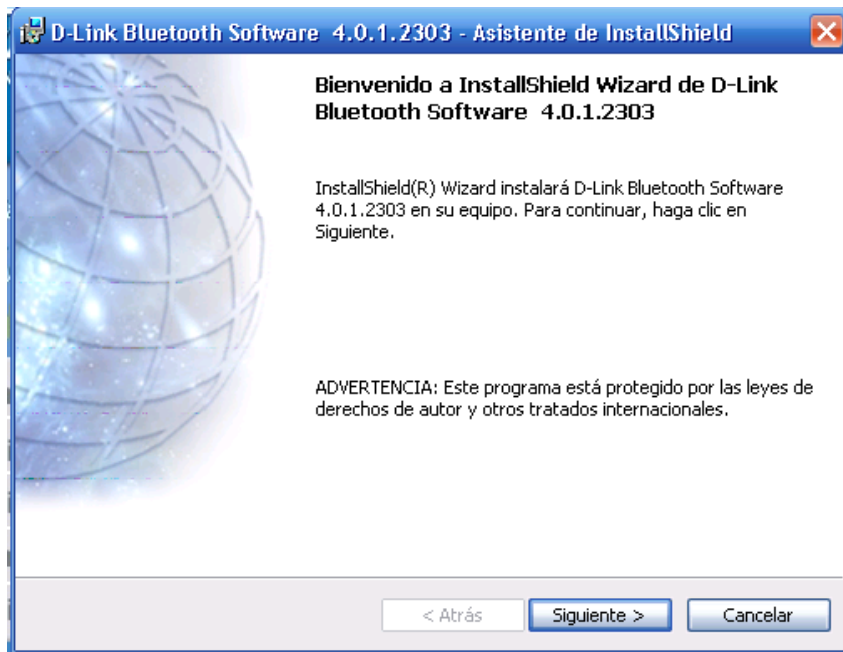 D-Link Bluetooth Software 4.0.1.2303 - Asistente de InstallShield
Bienvenido a InstallShield Wizard de D-Link
Bluetooth Software 4.0.1.2303
InstallShield(R) Wizard instalará D-Link Bluetooth Software
4.0.1.2303 en su equipo. Para continuar, haga clic en
Siguiente.
ADVERTENCIA: Este programa está protegido por las leyes de
derechos de autor y otros tratados internacionales.
< Atrás Siguiente > Cancelar